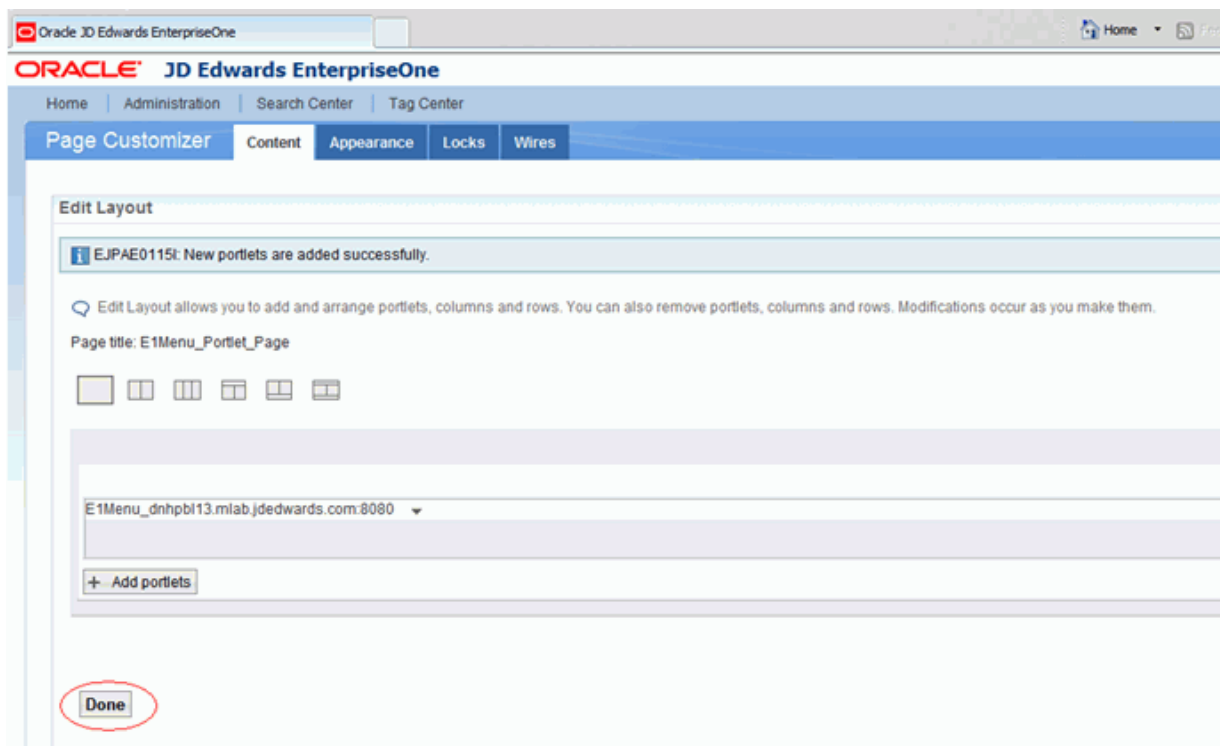 Oracle JD Edwards EnterpriseOne
Home
ORACLE JD Edwards EnterpriseOne
Home Administration Search Center Tag Center
Page Customizer Content Appearance Locks Wires
Edit Layout
EJPAE0115I: New portlets are added successfully.
Edit Layout allows you to add and arrange portlets, columns and rows. You can also remove portlets, columns and rows. Modifications occur as you make them.
Page title: E1Menu_Portlet_Page
E1Menu_dnhpbl13.mlab.jdedwards.com:8080
+ Add portlets
Done